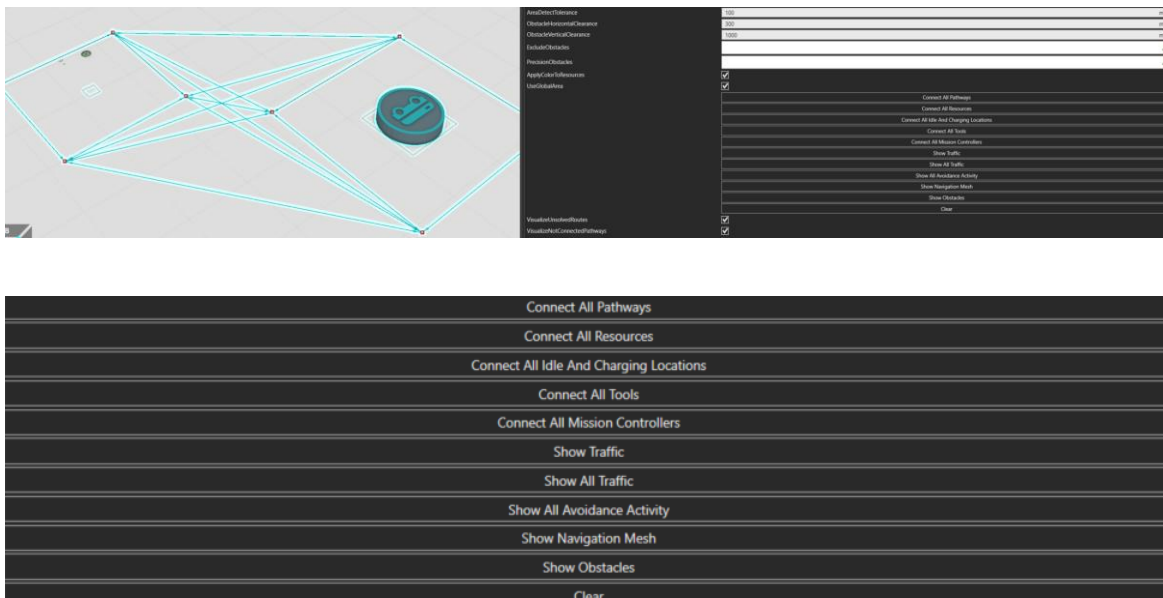 AreaDetectTolerance 100 m
ObstacleHorizontalClearance 300 m
ObstacleVerticalClearance 1000 m
ExcludeObstacles
PrecisionObstacles
ApplyColorToResources
UseGlobalArea
Connect All Pathways
Connect All Resources
Connect All Idle And Charging Locations
Connect All Tools
Connect All Mission Controllers
Show Traffic
Show All Traffic
Show All Avoidance Activity
Show Navigation Mesh
Show Obstacles
Clear
VisualizeUnsolvedRoutes
VisualizeNotConnectedPathways
Connect All Pathways
Connect All Resources
Connect All Idle And Charging Locations
Connect All Tools
Connect All Mission Controllers
Show Traffic
Show All Traffic
Show All Avoidance Activity
Show Navigation Mesh
Show Obstacles
Clear